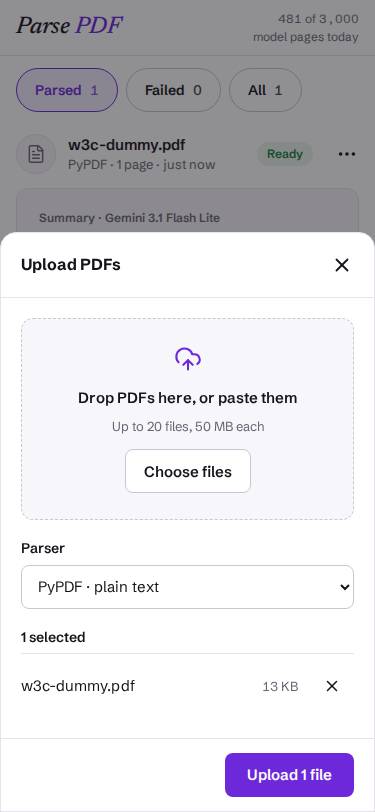 Parse PDF
481 of 3,000
model pages today
Parsed 1
Failed 0
All 1
w3c-dummy.pdf
PyPDF · 1 page · just now
Ready
Summary · Gemini 3.1 Flash Lite
Upload PDFs
Drop PDFs here, or paste them
Up to 20 files, 50 MB each
Choose files
Parser
PyPDF · plain text
1 selected
w3c-dummy.pdf
13 KB
Upload 1 file